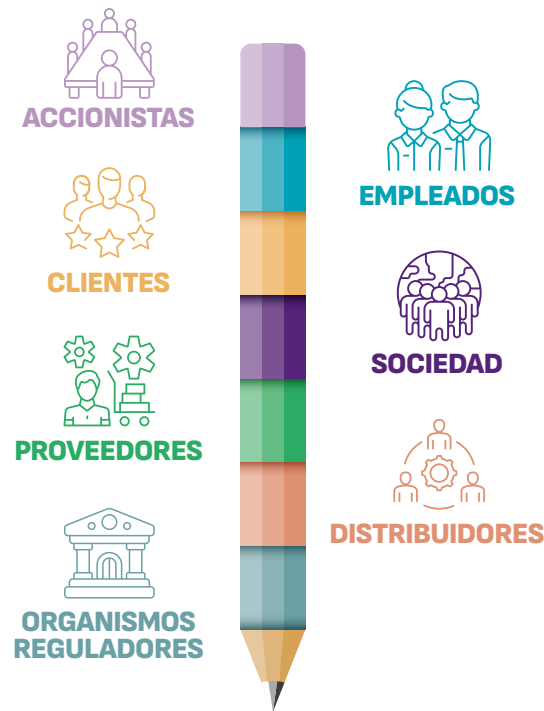 ACCIONISTAS
EMPLEADOS
CLIENTES
SOCIEDAD
PROVEEDORES
DISTRIBUIDORES
ORGANISMOS
REGULADORES